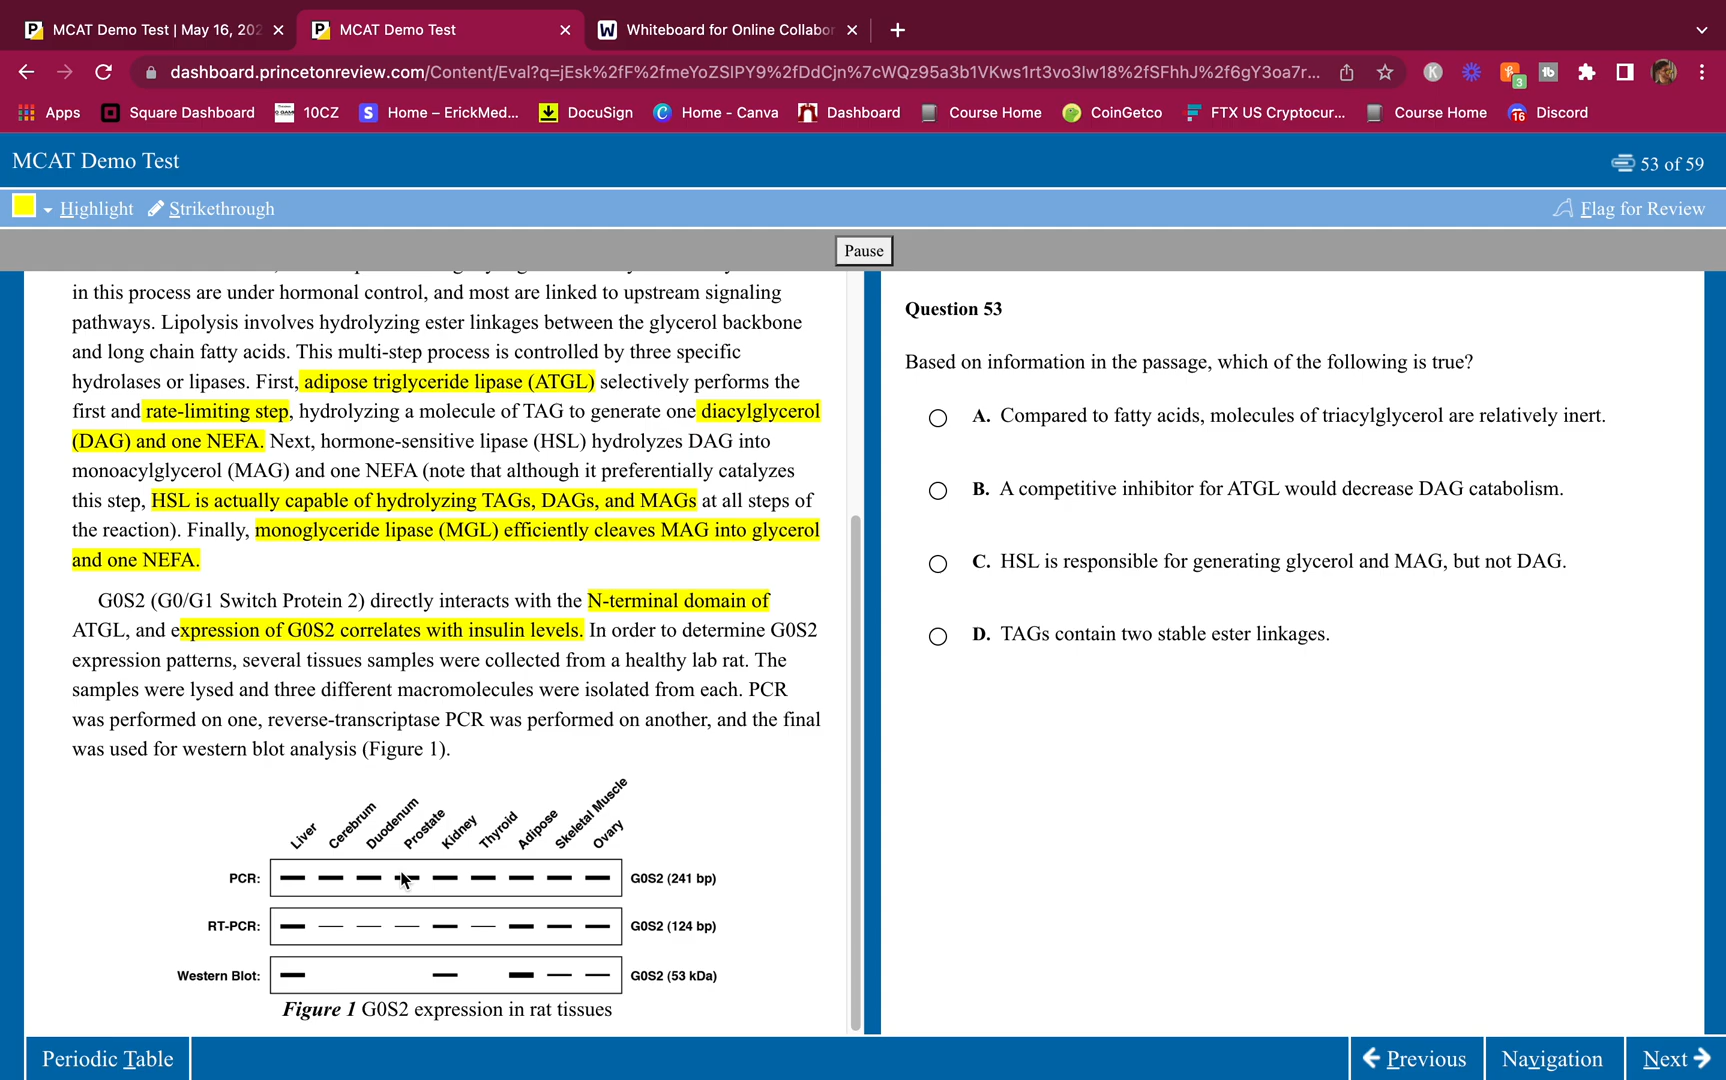 MCAT Demo Test | May 16, 202
MCAT Demo Test
Whiteboard for Online Collabor
dashboard.princetonreview.com/Content/Eval?q=jEsk%2fF%2fmeYoZSIPY9%2fDdCjn%7cWQz95a3b1VKws1rt3vo3lw18%2fSFhhJ%2f6gY3oa7r...
Apps
Square Dashboard
10CZ
Home – ErickMed...
DocuSign
Home - Canva
Dashboard
Course Home
CoinGetco
FTX US Cryptocur...
Course Home
16
Discord
MCAT Demo Test
53 of 59
Highlight
Strikethrough
Flag for Review
Pause
in this process are under hormonal control, and most are linked to upstream signaling
pathways. Lipolysis involves hydrolyzing ester linkages between the glycerol backbone
and long chain fatty acids. This multi-step process is controlled by three specific
hydrolases or lipases. First, adipose triglyceride lipase (ATGL) selectively performs the
first and rate-limiting step, hydrolyzing a molecule of TAG to generate one diacylglycerol
(DAG) and one NEFA. Next, hormone-sensitive lipase (HSL) hydrolyzes DAG into
monoacylglycerol (MAG) and one NEFA (note that although it preferentially catalyzes
this step, HSL is actually capable of hydrolyzing TAGs, DAGs, and MAGs at all steps of
the reaction). Finally, monoglyceride lipase (MGL) efficiently cleaves MAG into glycerol
and one NEFA.
G0S2 (G0/G1 Switch Protein 2) directly interacts with the N-terminal domain of
ATGL, and expression of G0S2 correlates with insulin levels. In order to determine G0S2
expression patterns, several tissues samples were collected from a healthy lab rat. The
samples were lysed and three different macromolecules were isolated from each. PCR
was performed on one, reverse-transcriptase PCR was performed on another, and the final
was used for western blot analysis (Figure 1).
Liver
Cerebrum
Duodenum
Prostate
Kidney
Thyroid
Adipose
Skeletal Muscle
Ovary
PCR: G0S2 (241 bp)
RT-PCR: G0S2 (124 bp)
Western Blot: G0S2 (53 kDa)
Figure 1 G0S2 expression in rat tissues
Question 53
Based on information in the passage, which of the following is true?
A. Compared to fatty acids, molecules of triacylglycerol are relatively inert.
B. A competitive inhibitor for ATGL would decrease DAG catabolism.
C. HSL is responsible for generating glycerol and MAG, but not DAG.
D. TAGs contain two stable ester linkages.
Periodic Table
Previous
Navigation
Next